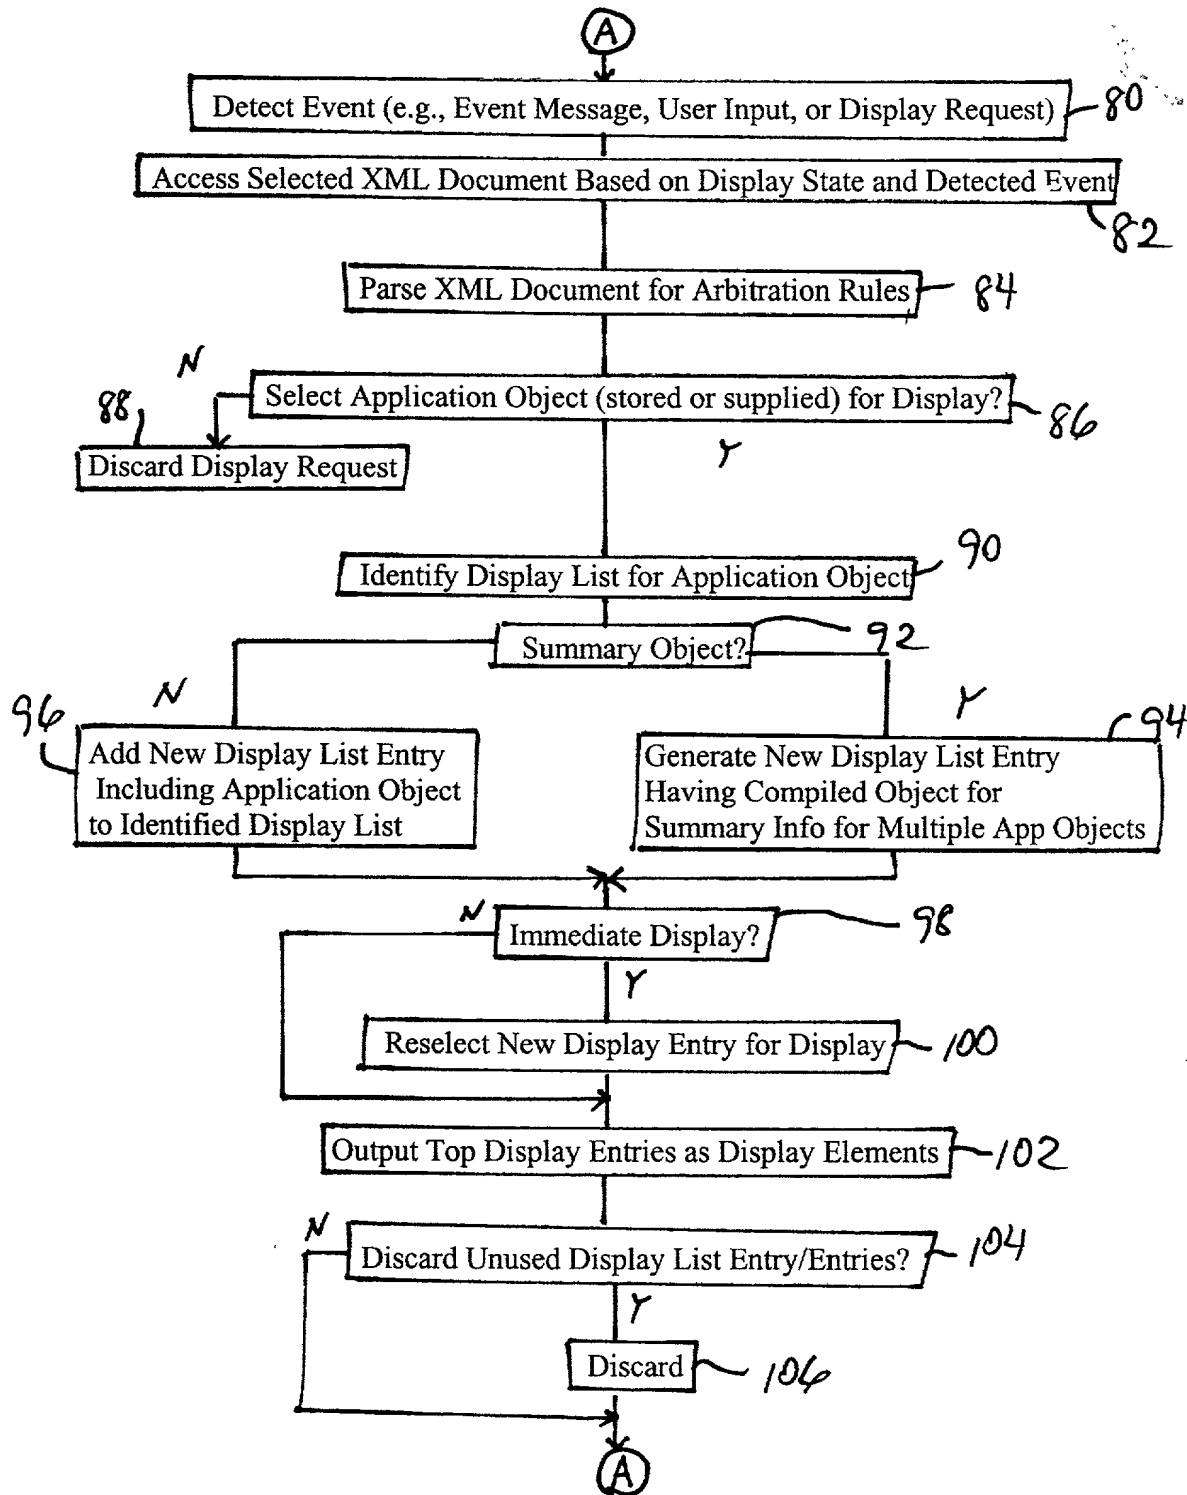 A
Detect Event (e.g., Event Message, User Input, or Display Request)
80
Access Selected XML Document Based on Display State and Detected Event
82
Parse XML Document for Arbitration Rules
84
N
Select Application Object (stored or supplied) for Display?
86
88
Y
Discard Display Request
90
Identify Display List for Application Object
Summary Object?
92
N
Y
96
94
Add New Display List Entry
Including Application Object
to Identified Display List
Generate New Display List Entry
Having Compiled Object for
Summary Info for Multiple App Objects
N
Immediate Display?
98
Y
Reselect New Display Entry for Display
100
Output Top Display Entries as Display Elements
102
N
Discard Unused Display List Entry/Entries?
104
Y
Discard
106
A